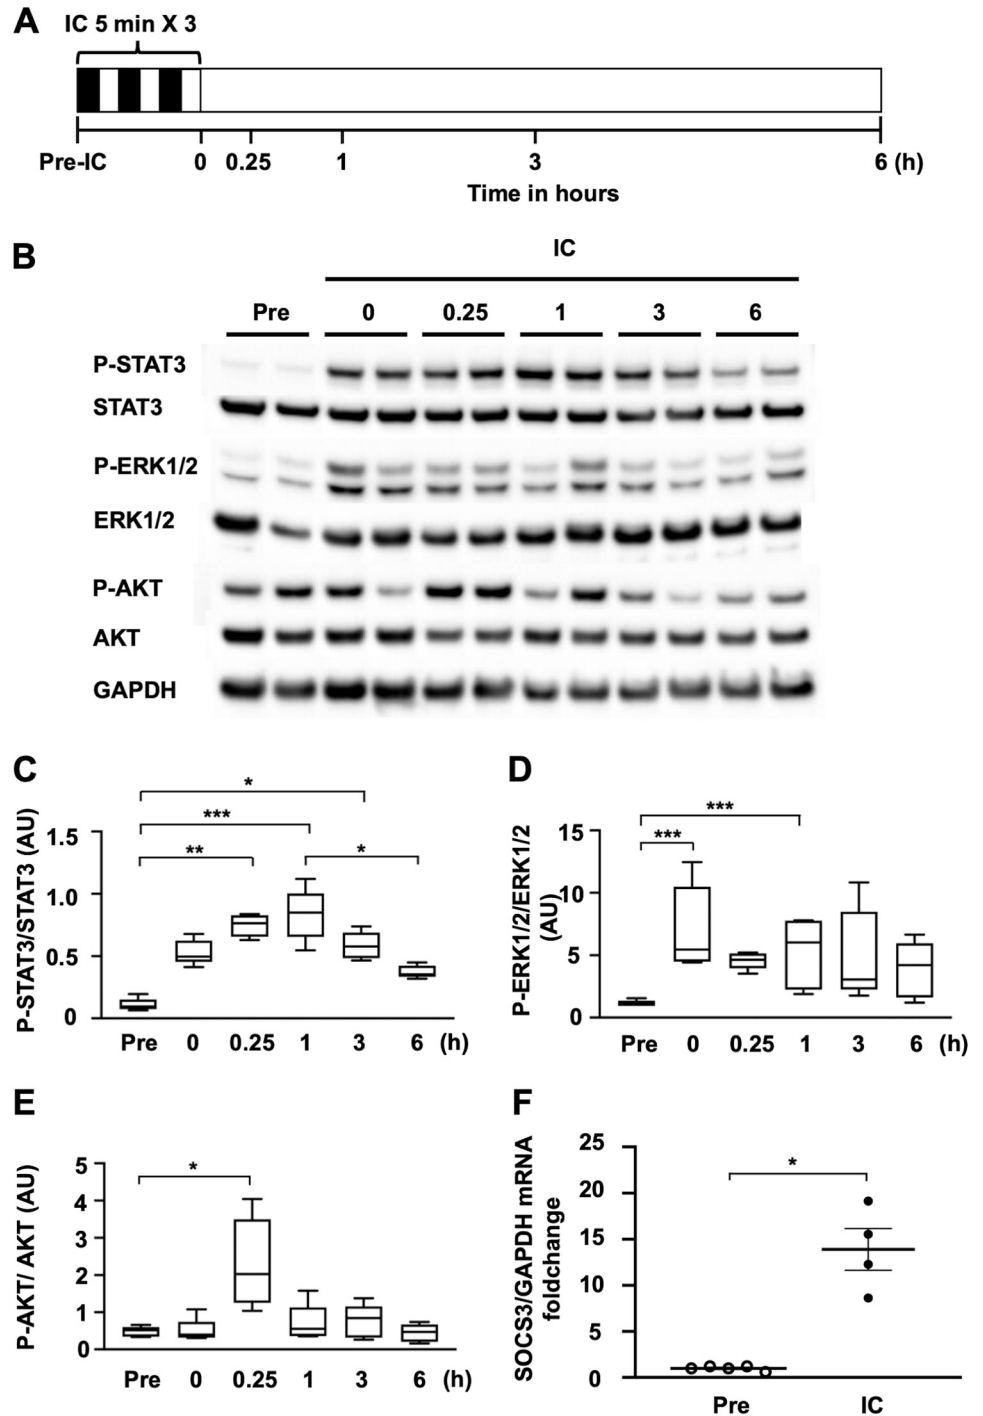 A
IC 5 min X 3
Pre-IC 0 0.25 1 3 6 (h)
Time in hours
B
IC
Pre 0 0.25 1 3 6
P-STAT3
STAT3
P-ERK1/2
ERK1/2
P-AKT
AKT
GAPDH
C
P-STAT3/STAT3 (AU)
*
***
**
*
1.5
1.0
0.5
0
Pre 0 0.25 1 3 6 (h)
D
P-ERK1/2/ERK1/2
(AU)
***
***
15
10
5
0
Pre 0 0.25 1 3 6 (h)
E
P-AKT/ AKT (AU)
*
5
4
3
2
1
0
Pre 0 0.25 1 3 6 (h)
F
SOCS3/GAPDH mRNA
foldchange
*
25
20
15
10
5
0
Pre IC